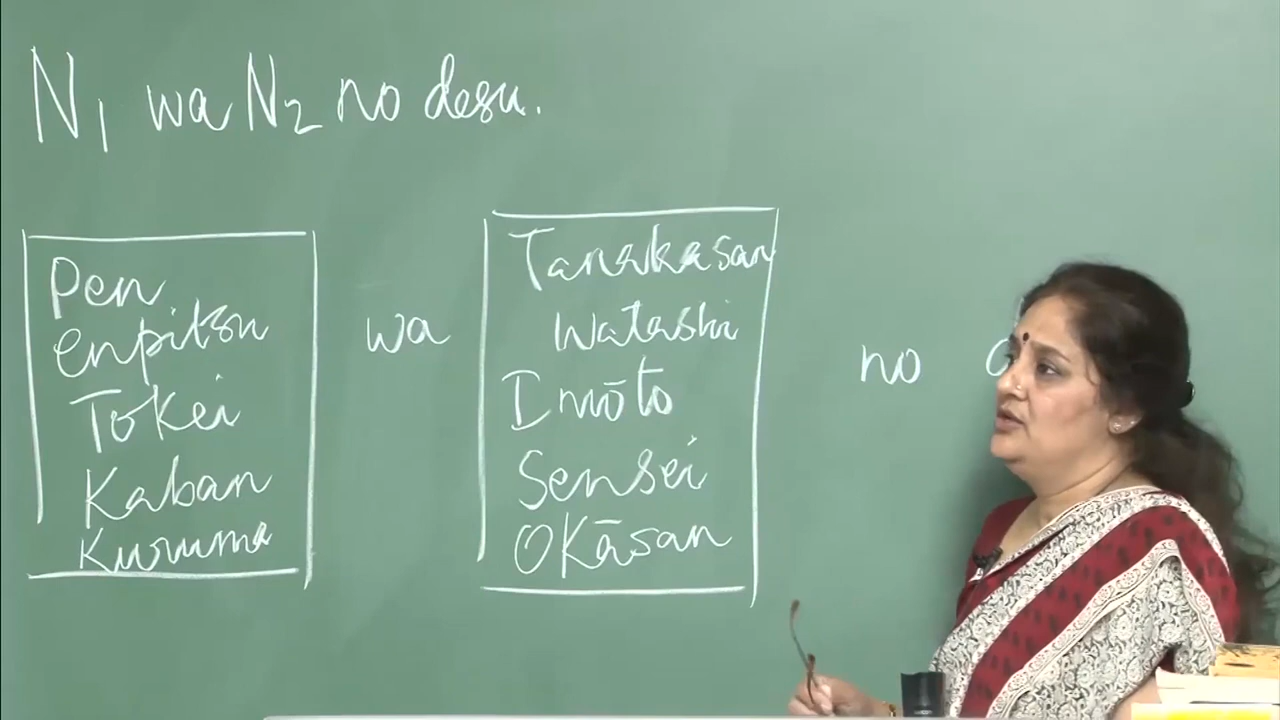 N1 wa N2 no desu.
Pen
enpitsu
Tokei
Kaban
Kuruma
wa
Tanakasan
watashi
Imōto
Sensei
Okāsan
no